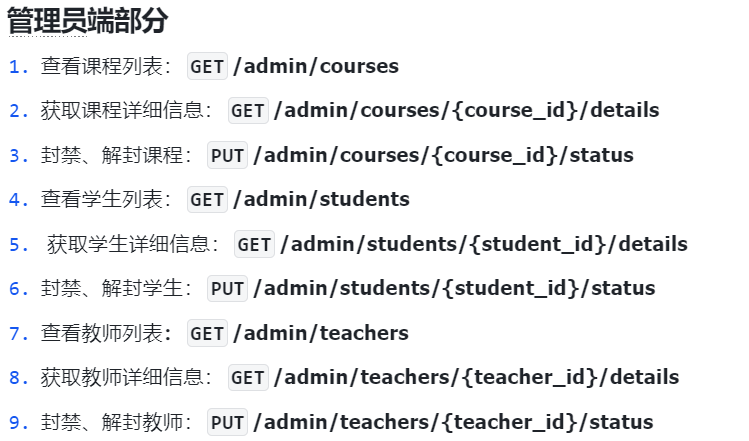 管理员端部分
1. 查看课程列表： GET /admin/courses
2. 获取课程详细信息： GET /admin/courses/{course_id}/details
3. 封禁、解封课程： PUT /admin/courses/{course_id}/status
4. 查看学生列表： GET /admin/students
5. 获取学生详细信息： GET /admin/students/{student_id}/details
6. 封禁、解封学生： PUT /admin/students/{student_id}/status
7. 查看教师列表： GET /admin/teachers
8. 获取教师详细信息： GET /admin/teachers/{teacher_id}/details
9. 封禁、解封教师： PUT /admin/teachers/{teacher_id}/status